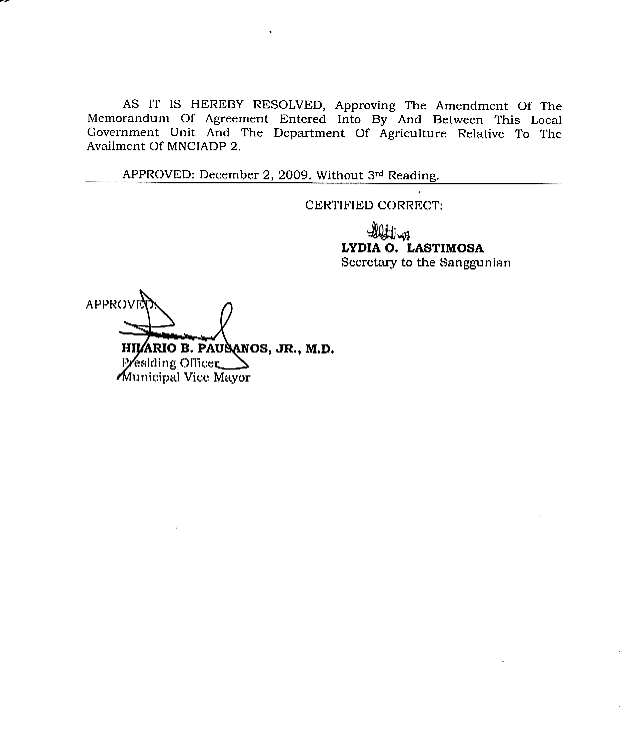 AS IT IS HEREBY RESOLVED, Approving The Amendment Of The
Memorandum Of Agreement Entered Into By And Between This Local
Government Unit And The Department Of Agriculture Relative To The
Availment Of MNCIADP 2.
APPROVED: December 2, 2009. Without 3rd Reading.
CERTIFIED CORRECT:
LYDIA O. LASTIMOSA
Secretary to the Sanggunian
APPROVED:
HILARIO B. PAUSANOS, JR., M.D.
Presiding Officer
Municipal Vice Mayor